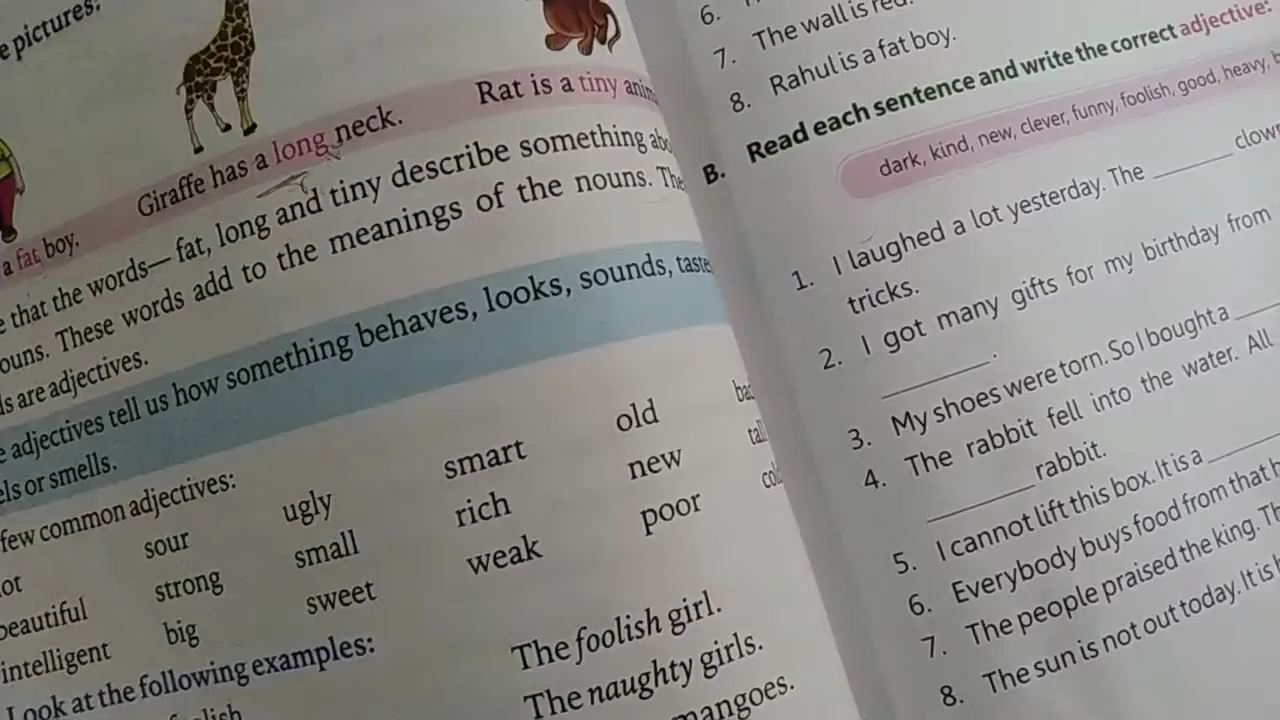 pictures:
Giraffe has a long neck.
Rat is a tiny
a fat boy.
that the words— fat, long and tiny describe something
These words add to the meanings of the nouns.
are adjectives.
adjectives tell us how something behaves, looks, sounds,
or smells.
few common adjectives:
sour ugly smart old
beautiful strong small rich new
intelligent big sweet weak poor
Look at the following examples:
The foolish girl.
The naughty girls.
mangoes.
6.
7. The wall is red.
8. Rahul is a fat boy.
B. Read each sentence and write the correct adjective:
dark, kind, new, clever, funny, foolish, good, heavy,
1. I laughed a lot yesterday. The ________
tricks.
2. I got many gifts for my birthday from
________.
3. My shoes were torn. So I bought a ____
4. The rabbit fell into the water. All
________ rabbit.
5. I cannot lift this box. It is a ________
6. Everybody buys food from that
7. The people praised the king.
8. The sun is not out today. It is